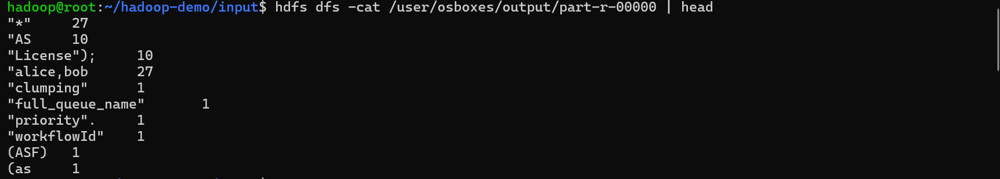 hadoop@root:~/hadoop-demo/input$ hdfs dfs -cat /user/osboxes/output/part-r-00000 | head
"*"     27
"AS     10
"License");     10
"alice,bob      27
"clumping"      1
"full_queue_name"       1
"priority".     1
"workflowId"    1
(ASF)   1
(as     1